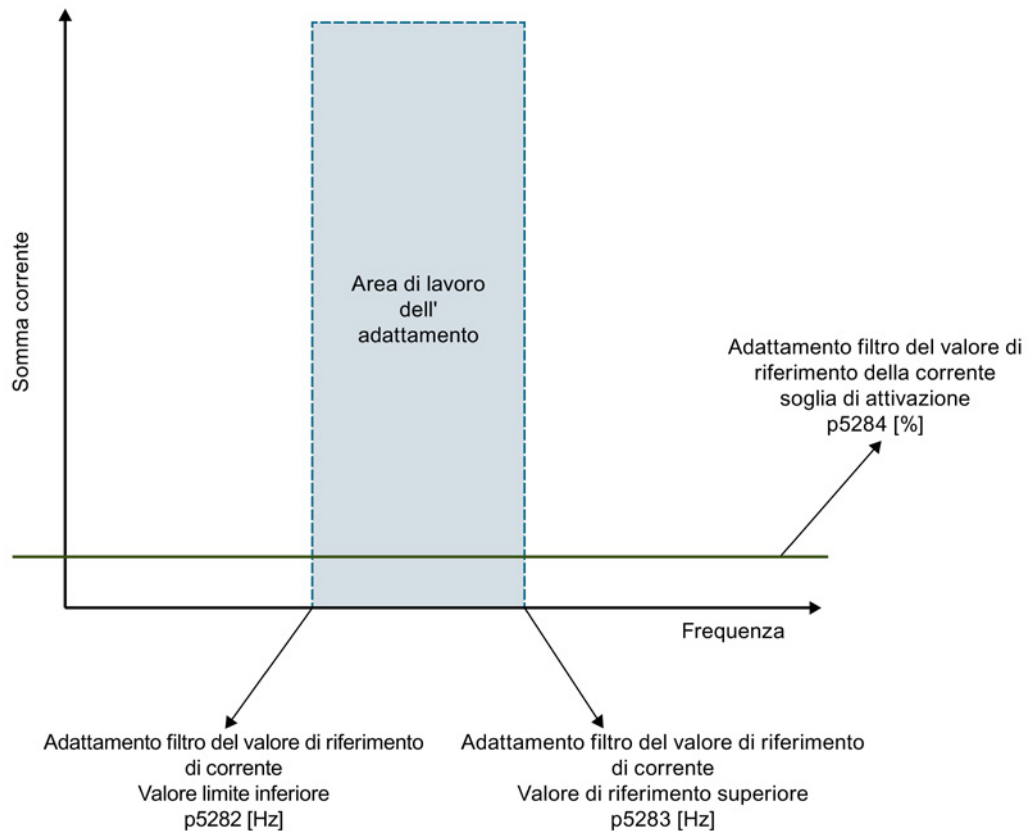 Somma corrente
Area di lavoro
dell'
adattamento
Adattamento filtro del valore di
riferimento della corrente
soglia di attivazione
p5284 [%]
Frequenza
Adattamento filtro del valore di riferimento
di corrente
Valore limite inferiore
p5282 [Hz]
Adattamento filtro del valore di riferimento
di corrente
Valore di riferimento superiore
p5283 [Hz]